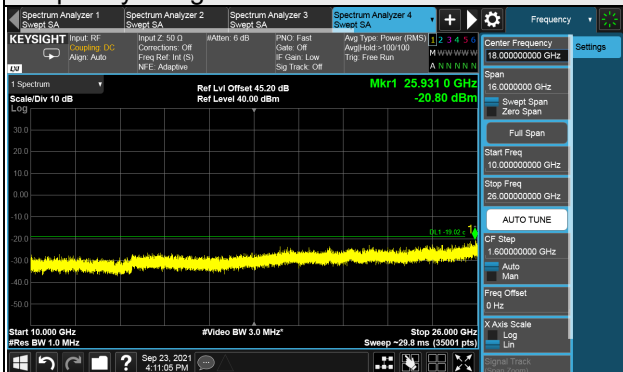 Spectrum Analyzer 1
Swept SA
Spectrum Analyzer 2
Swept SA
Spectrum Analyzer 3
Swept SA
Spectrum Analyzer 4
Swept SA
Frequency
KEYSIGHT
Input: RF
Coupling: DC
Align: Auto
Input Z: 50 Ω
Corrections: Off
Freq Ref: Int (S)
NFE: Adaptive
#Atten: 6 dB
PNO: Fast
Gate: Off
IF Gain: Low
Sig Track: Off
Avg Type: Power (RMS)
Avg|Hold:>100/100
Trig: Free Run
1 2 3 4 5 6
M W W W W W
A N N N N N
LXI
1 Spectrum
Scale/Div 10 dB
Ref Lvl Offset 45.20 dB
Ref Level 40.00 dBm
Mkr1 25.931 0 GHz
-20.80 dBm
Log
30.0
20.0
10.0
0.00
-10.0
-20.0
-30.0
-40.0
-50.0
1
Start 10.000 GHz
#Res BW 1.0 MHz
#Video BW 3.0 MHz*
Stop 26.000 GHz
Sweep ~29.8 ms (35001 pts)
Center Frequency
18.000000000 GHz
Settings
Span
16.0000000 GHz
Swept Span
Zero Span
Full Span
Start Freq
10.000000000 GHz
Stop Freq
26.000000000 GHz
AUTO TUNE
CF Step
1.600000000 GHz
Auto
Man
Freq Offset
0 Hz
X Axis Scale
Log
Lin
Signal Track
(Span Zoom)
?
Sep 23, 2021
4:11:05 PM